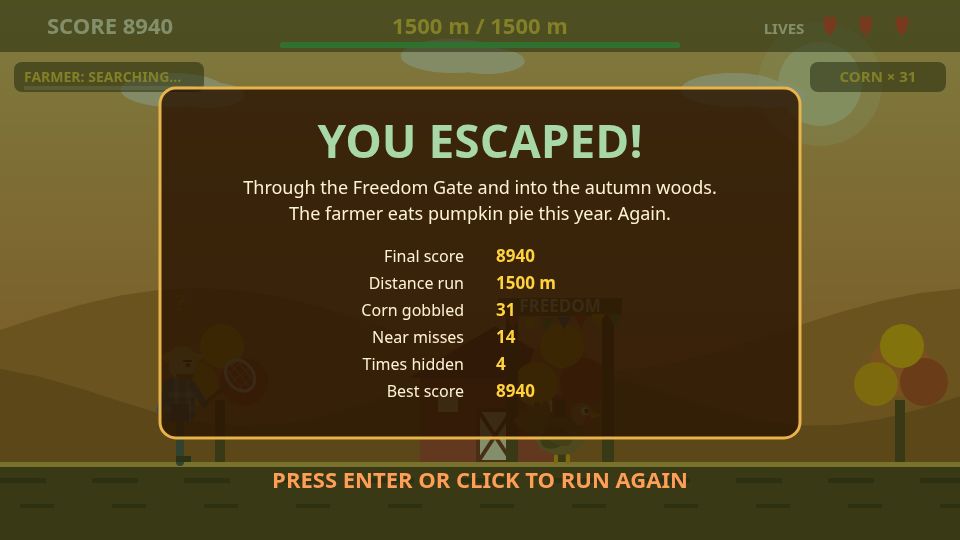 SCORE 8940
1500 m / 1500 m
LIVES
FARMER: SEARCHING...
CORN × 31
YOU ESCAPED!
Through the Freedom Gate and into the autumn woods.
The farmer eats pumpkin pie this year. Again.
Final score 8940
Distance run 1500 m
Corn gobbled 31
FREEDOM
Near misses 14
Times hidden 4
Best score 8940
PRESS ENTER OR CLICK TO RUN AGAIN